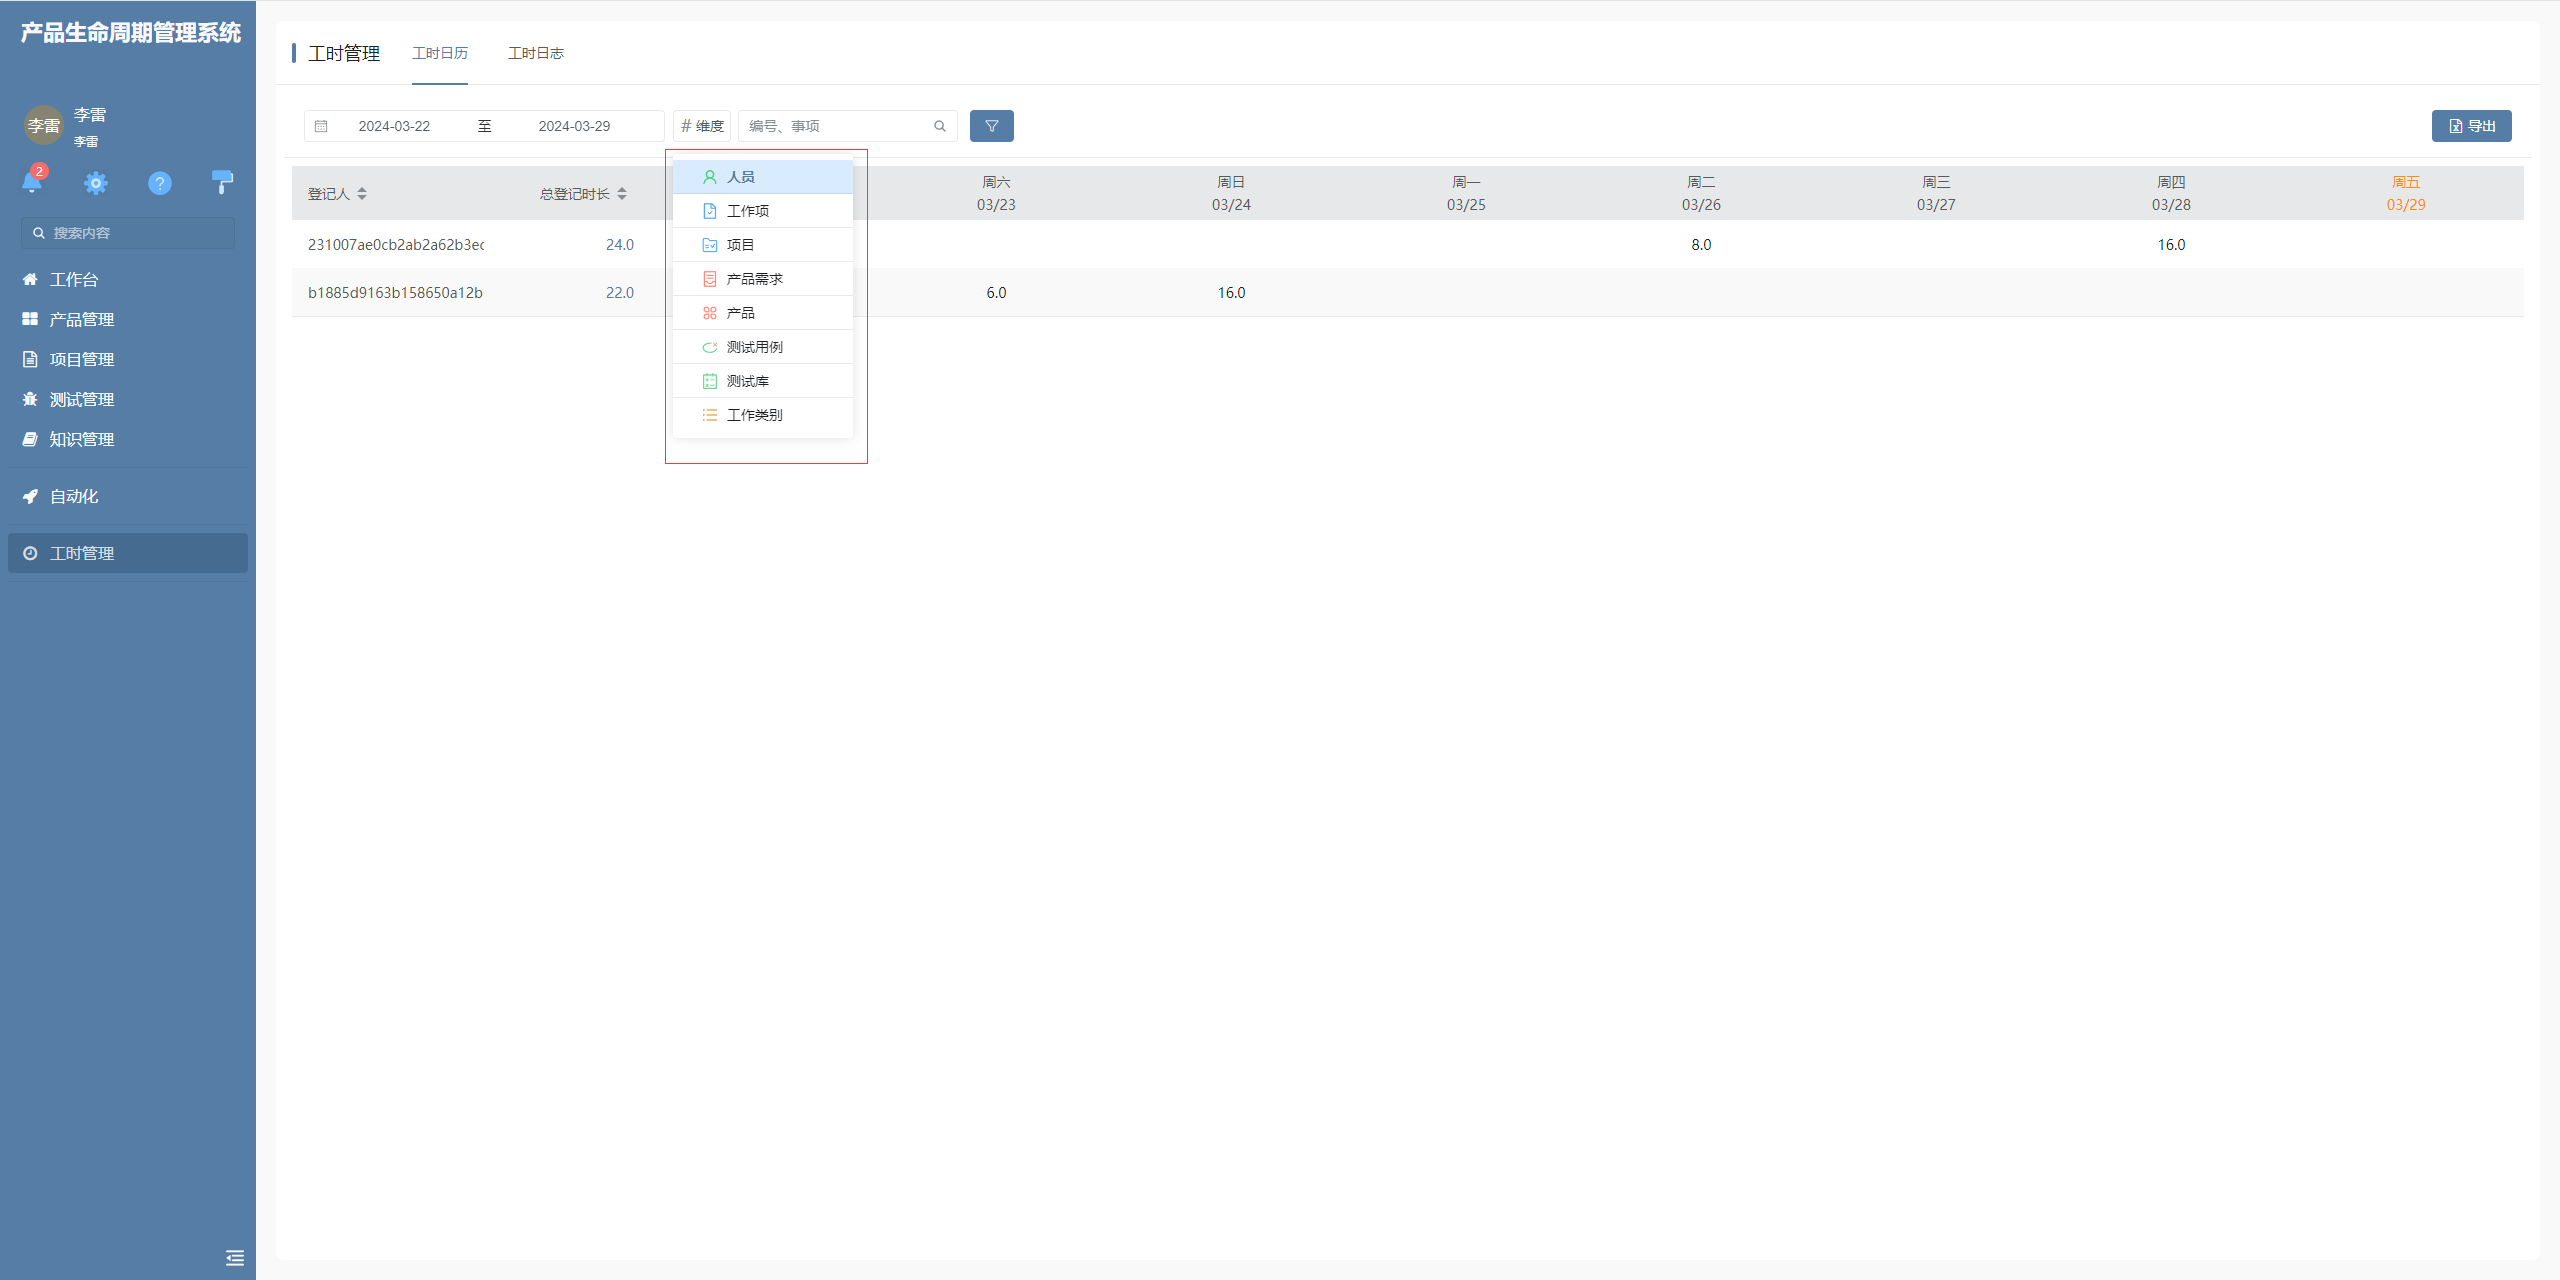 产品生命周期管理系统
李雷
李雷
李雷
2
?
搜索内容
工作台
产品管理
项目管理
测试管理
知识管理
自动化
工时管理
工时管理 工时日历 工时日志
2024-03-22 至 2024-03-29 # 维度 编号、事项 导出
人员
工作项
项目
产品需求
产品
测试用例
测试库
工作类别
登记人 总登记时长 周六 周日 周一 周二 周三 周四 周五
03/23 03/24 03/25 03/26 03/27 03/28 03/29
231007ae0cb2ab2a62b3ec 24.0 8.0 16.0
b1885d9163b158650a12b 22.0 6.0 16.0